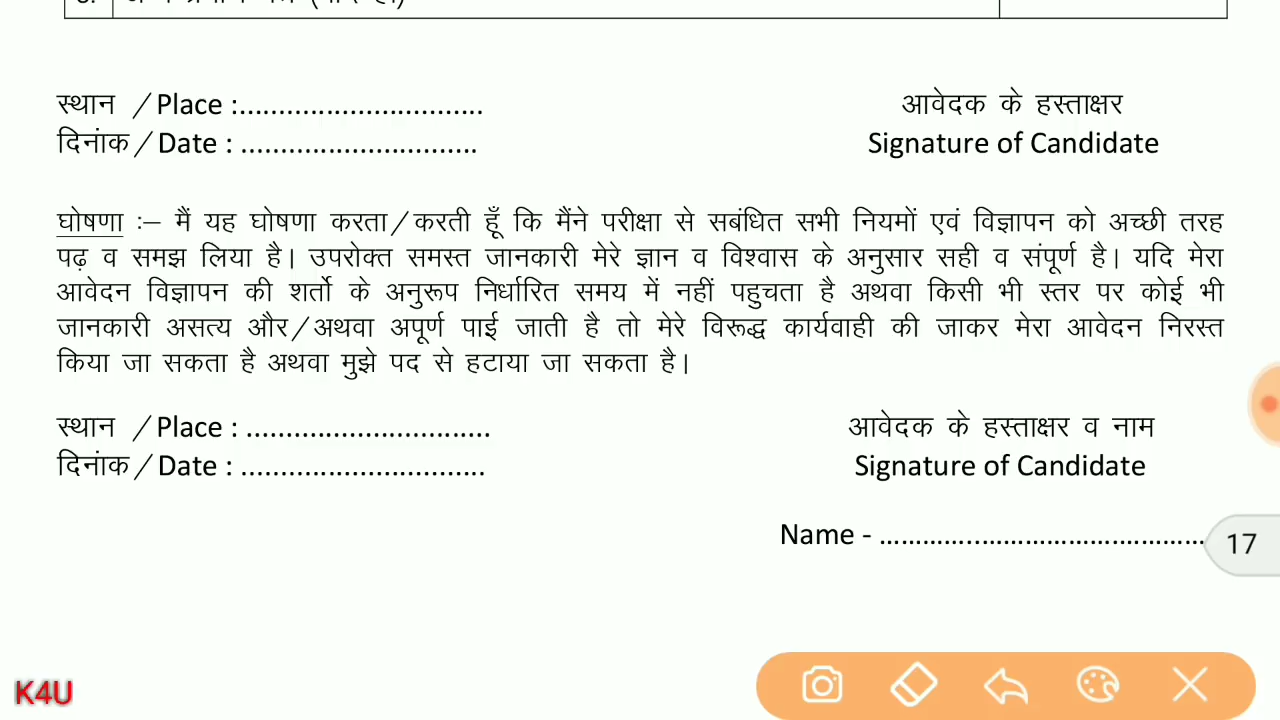 स्थान / Place :...............................
आवेदक के हस्ताक्षर
दिनांक / Date : ..............................
Signature of Candidate
घोषणा :– मैं यह घोषणा करता/करती हूँ कि मैंने परीक्षा से सबंधित सभी नियमों एवं विज्ञापन को अच्छी तरह
पढ़ व समझ लिया है। उपरोक्त समस्त जानकारी मेरे ज्ञान व विश्वास के अनुसार सही व संपूर्ण है। यदि मेरा
आवेदन विज्ञापन की शर्तो के अनुरूप निर्धारित समय में नहीं पहुचता है अथवा किसी भी स्तर पर कोई भी
जानकारी असत्य और/अथवा अपूर्ण पाई जाती है तो मेरे विरूद्ध कार्यवाही की जाकर मेरा आवेदन निरस्त
किया जा सकता है अथवा मुझे पद से हटाया जा सकता है।
स्थान / Place : ...............................
आवेदक के हस्ताक्षर व नाम
दिनांक / Date : ...............................
Signature of Candidate
Name - ..............................................
17
K4U